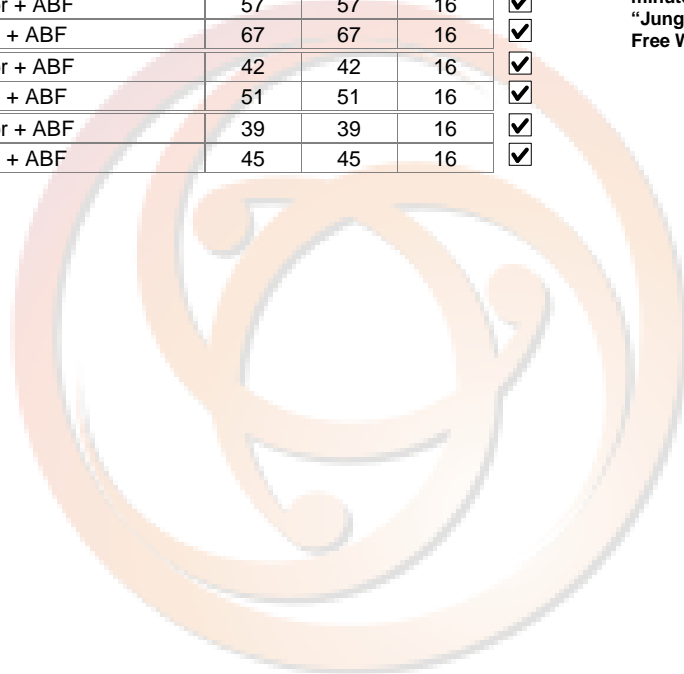 r + ABF 57 57 16
+ ABF 67 67 16
r + ABF 42 42 16
+ ABF 51 51 16
r + ABF 39 39 16
+ ABF 45 45 16
minute
“Jung
Free W